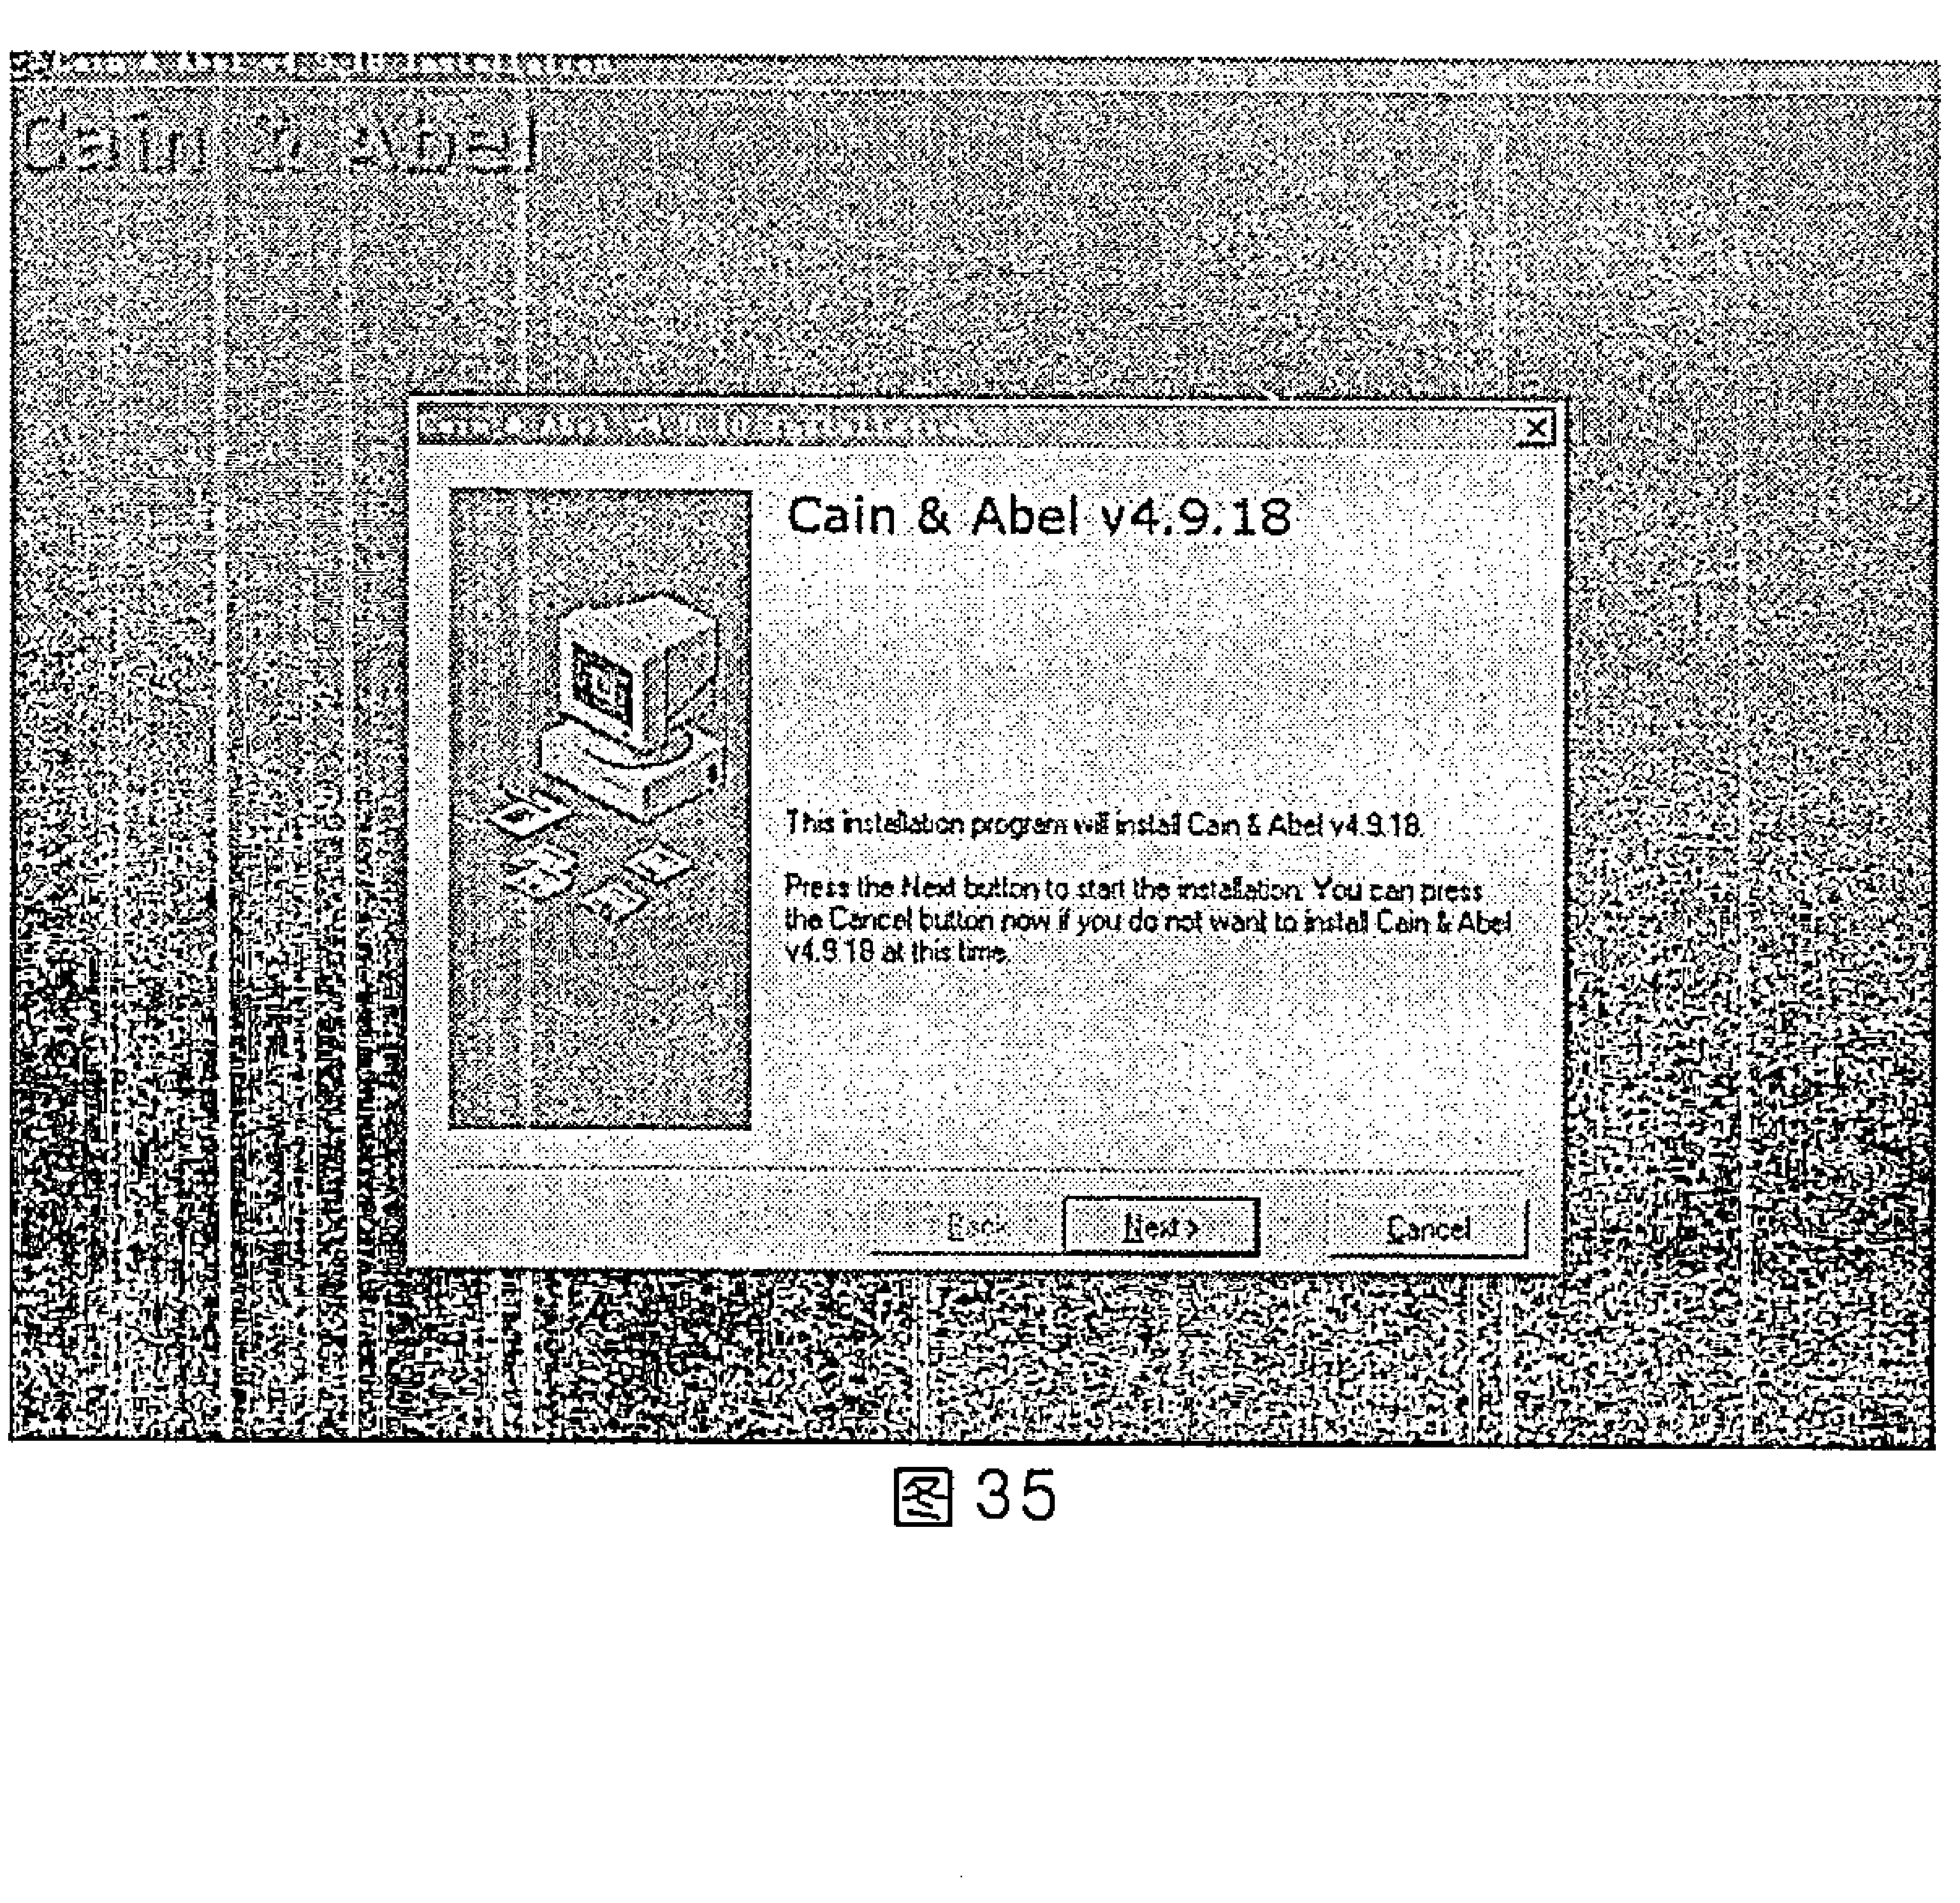 Cain & Abel
Cain & Abel v4.9.18
This installation program will install Cain & Abel v4.9.18.
Press the Next button to start the installation. You can press
the Cancel button now if you do not want to install Cain & Abel
v4.9.18 at this time.
Back Next > Cancel
图 35